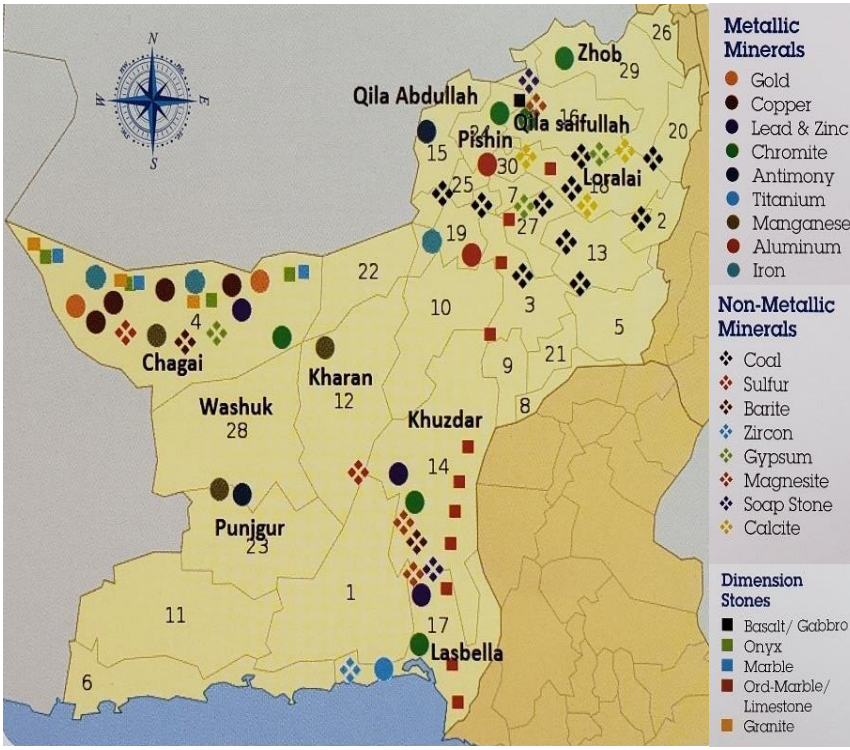 N
W
E
S
26
Zhob
29
Qila Abdullah
16
Qila saifullah
24
Pishin
20
15
30
Loralai
18
25
7
2
27
19
13
22
10
3
5
4
Chagai
21
9
Kharan
12
8
Washuk
28
Khuzdar
14
Punjgur
23
1
11
17
Lasbella
6
Metallic
Minerals
Gold
Copper
Lead & Zinc
Chromite
Antimony
Titanium
Manganese
Aluminum
Iron
Non-Metallic
Minerals
Coal
Sulfur
Barite
Zircon
Gypsum
Magnesite
Soap Stone
Calcite
Dimension
Stones
Basalt/ Gabbro
Onyx
Marble
Ord-Marble/
Limestone
Granite